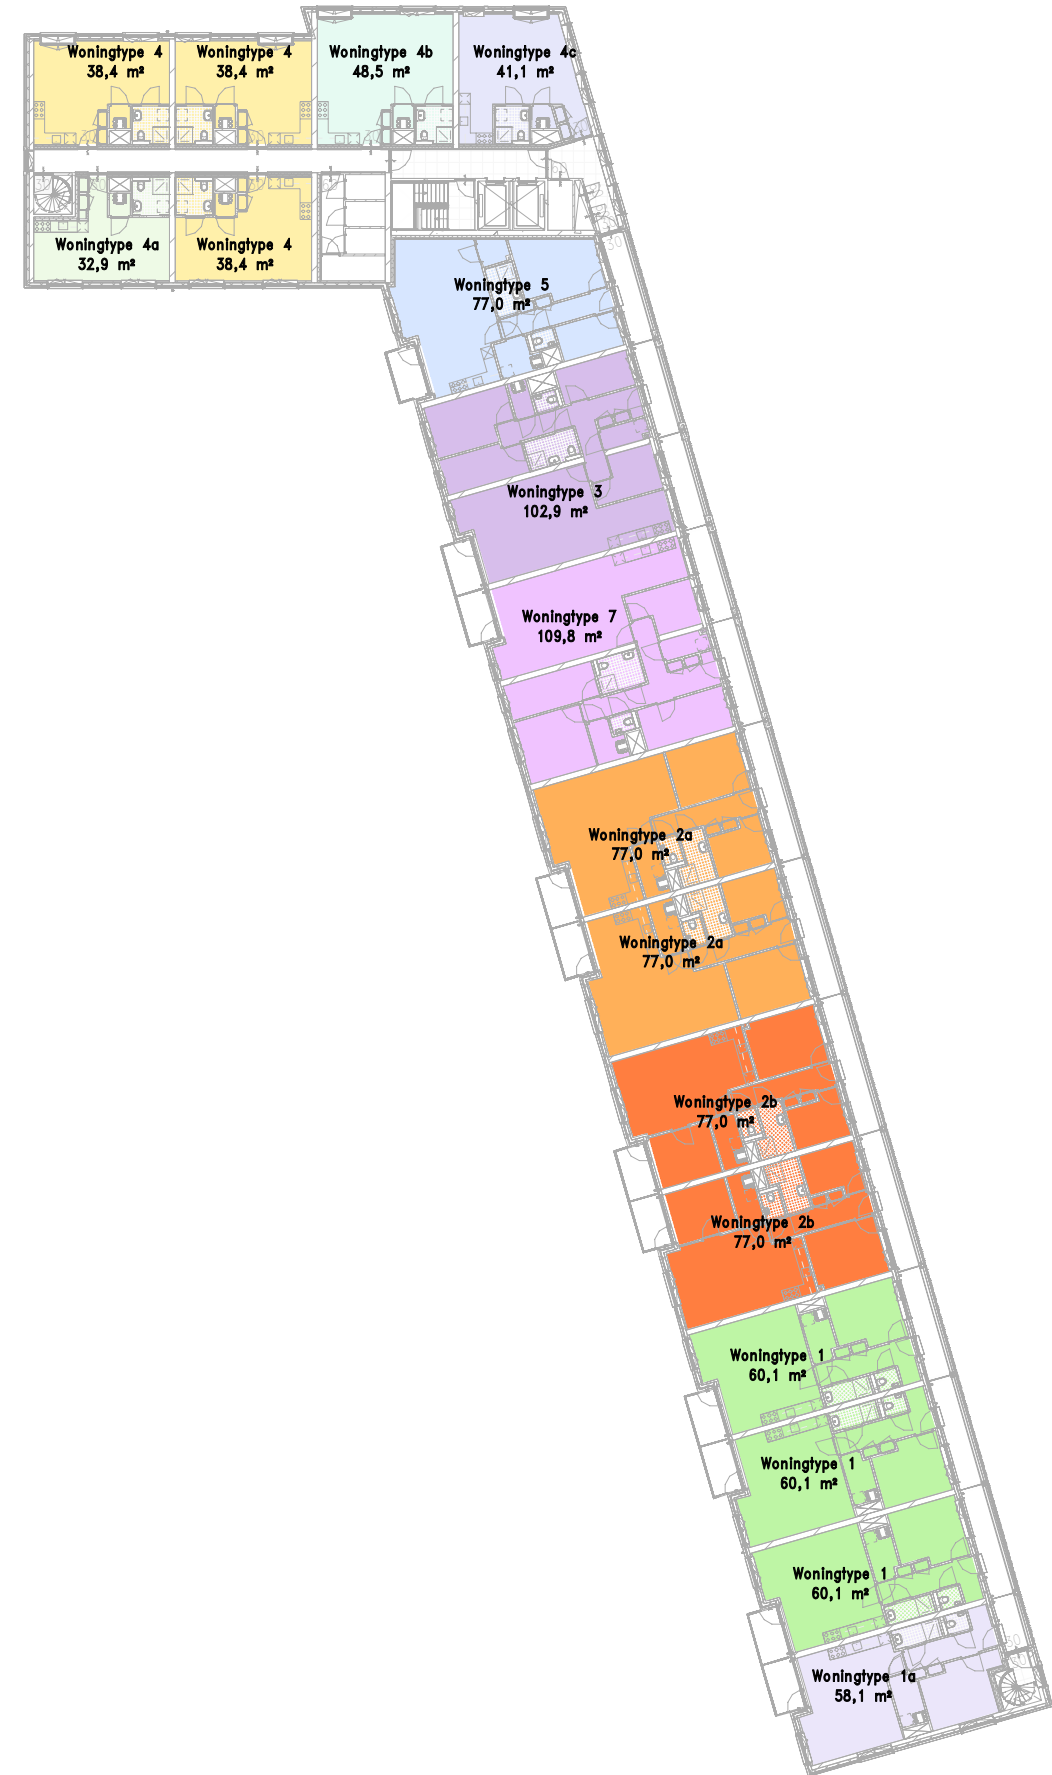 Woningtype 4
38,4 m²
Woningtype 4
38,4 m²
Woningtype 4b
48,5 m²
Woningtype 4c
41,1 m²
Woningtype 4a
32,9 m²
Woningtype 4
38,4 m²
30
Woningtype 5
77,0 m²
Woningtype 3
102,9 m²
Woningtype 7
109,8 m²
Woningtype 2a
77,0 m²
Woningtype 2a
77,0 m²
Woningtype 2b
77,0 m²
Woningtype 2b
77,0 m²
Woningtype 1
60,1 m²
Woningtype 1
60,1 m²
Woningtype 1
60,1 m²
Woningtype 1a
58,1 m²